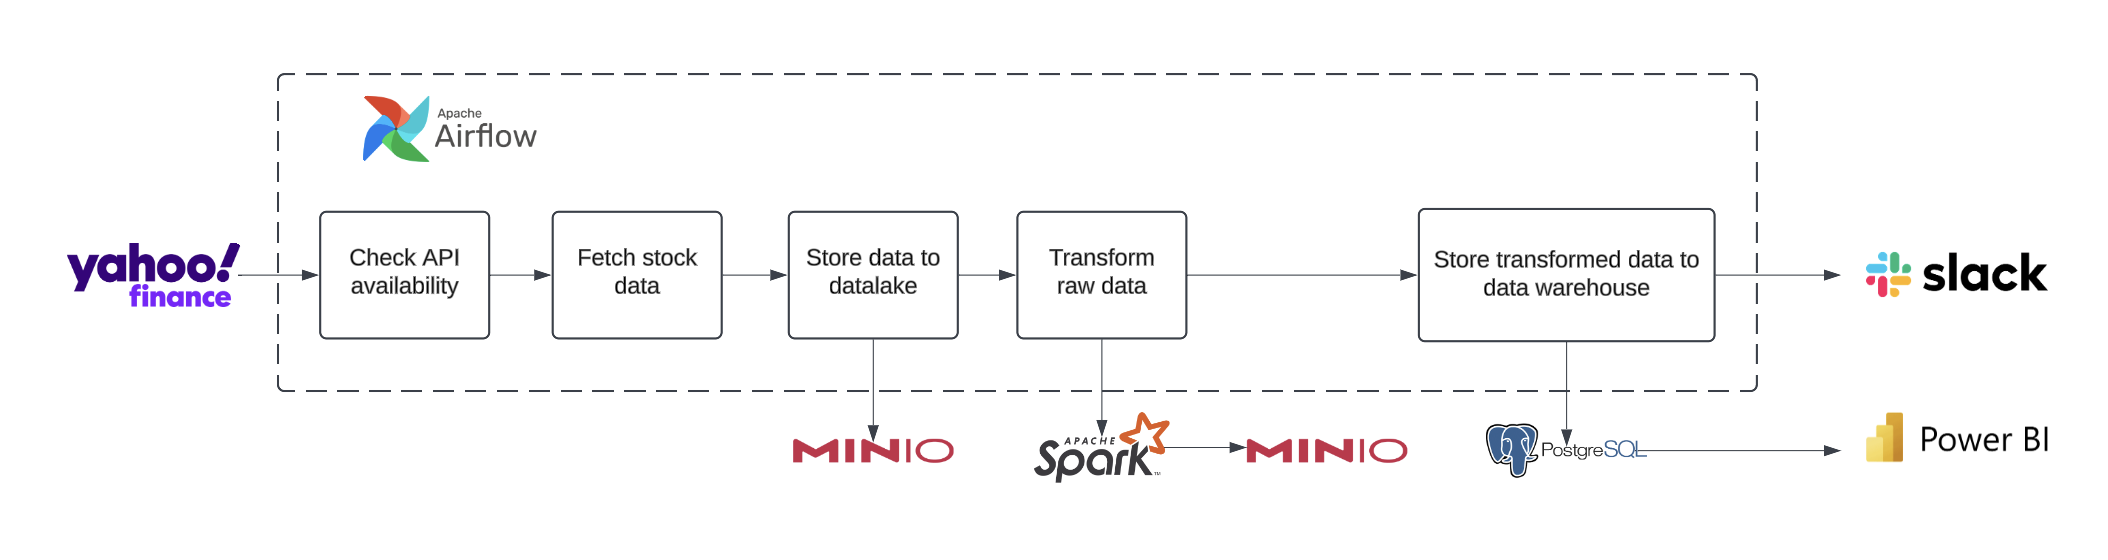 Apache
Airflow
yahoo!
finance
Check API
availability
Fetch stock
data
Store data to
datalake
Transform
raw data
Store transformed data to
data warehouse
slack
MINIO
APACHE
Spark™
MINIO
PostgreSQL
Power BI